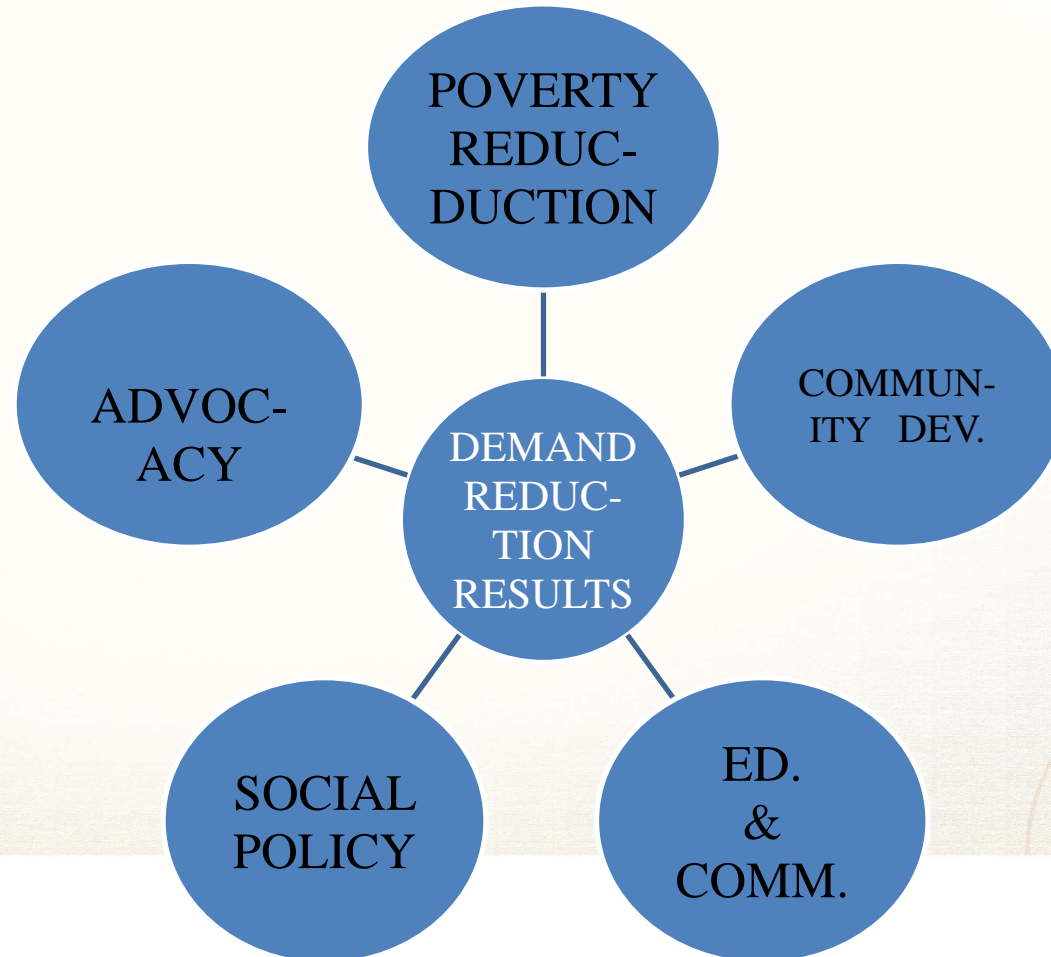 POVERTY
REDUC-
DUCTION
ADVOC-
ACY
COMMUN-
ITY DEV.
DEMAND
REDUC-
TION
RESULTS
SOCIAL
POLICY
ED.
&
COMM.